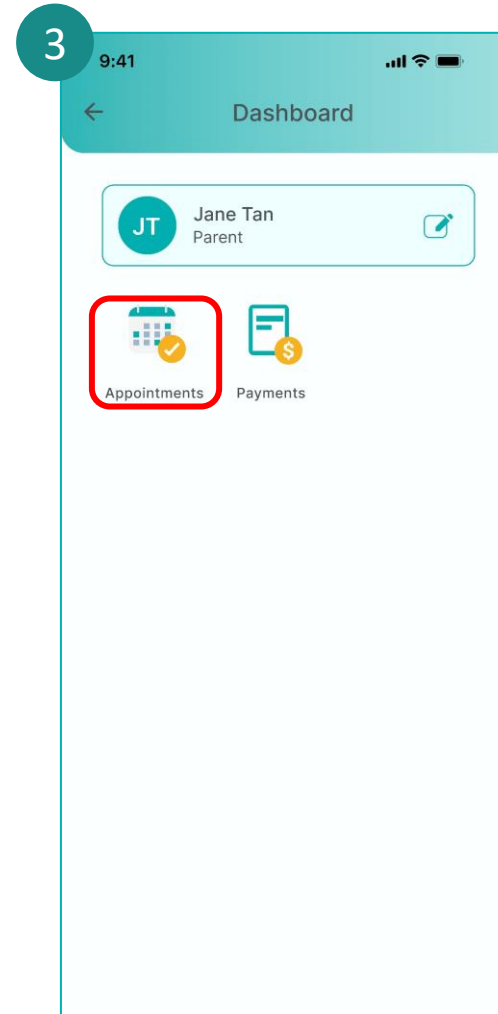 3
9:41
Dashboard
JT
Jane Tan
Parent
$
Appointments Payments